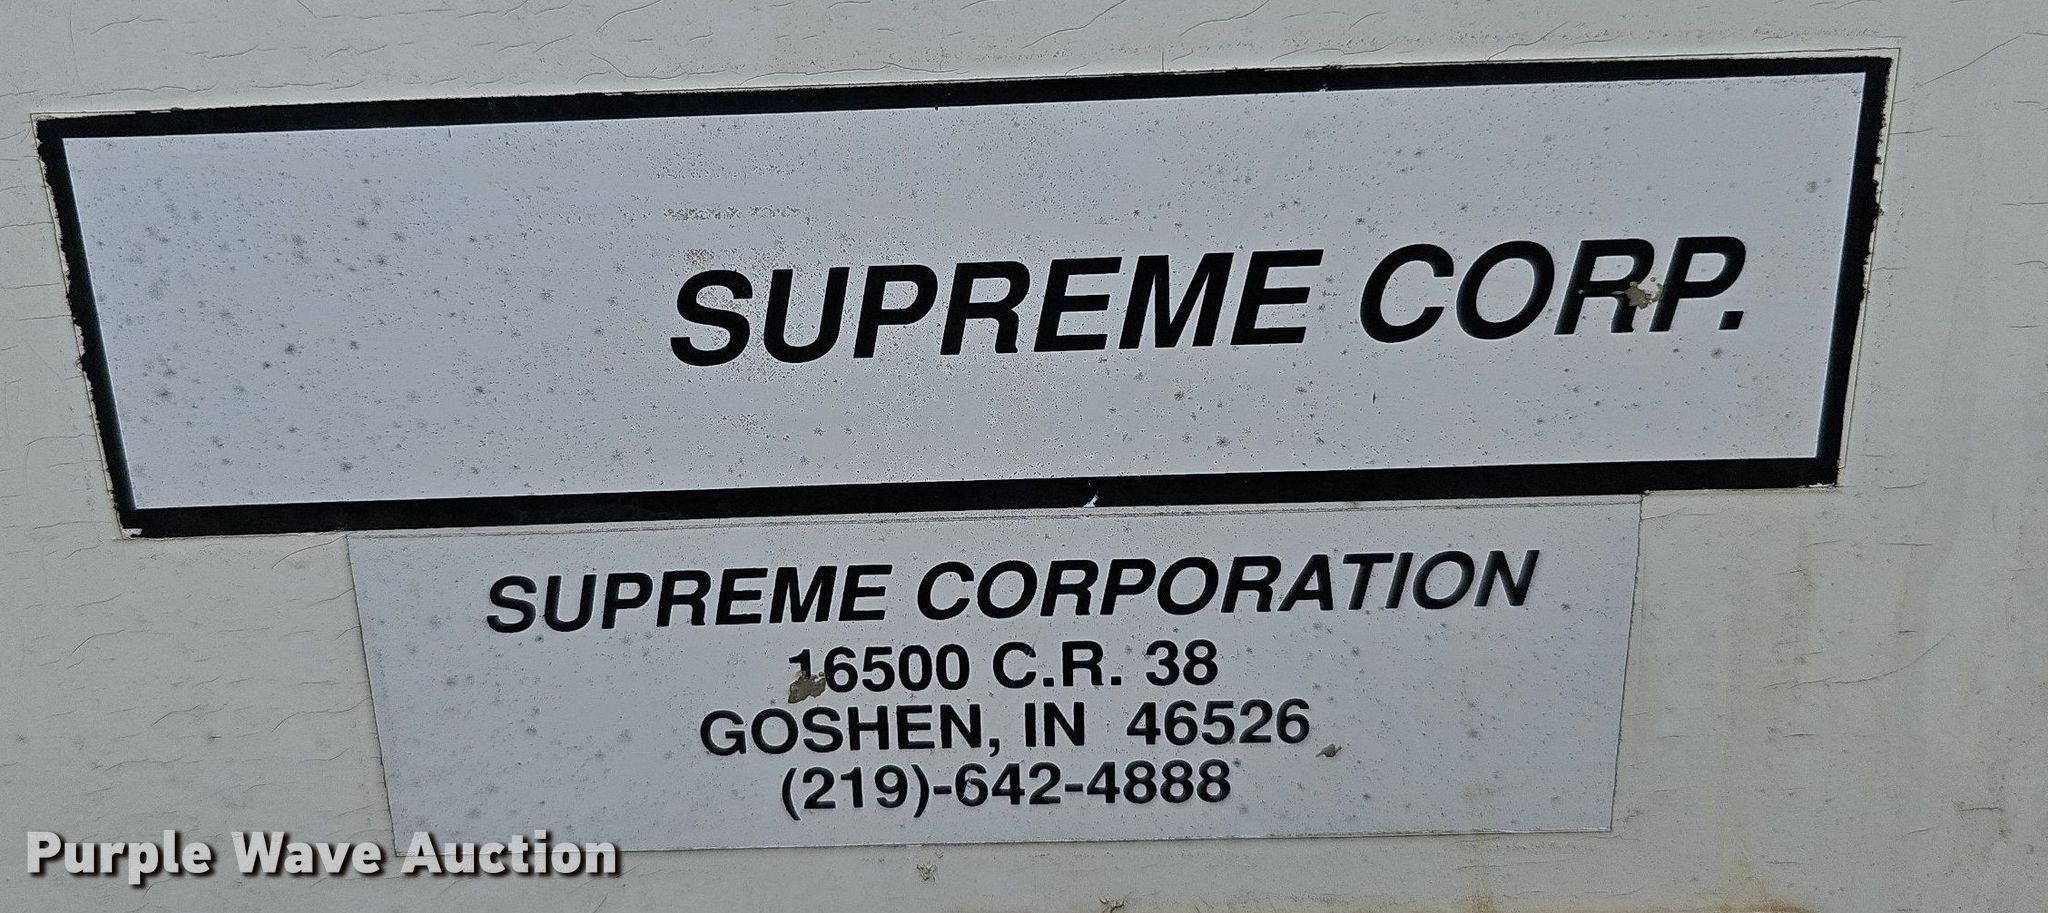 SUPREME CORP.
SUPREME CORPORATION
16500 C.R. 38
GOSHEN, IN 46526
(219)-642-4888
Purple Wave Auction